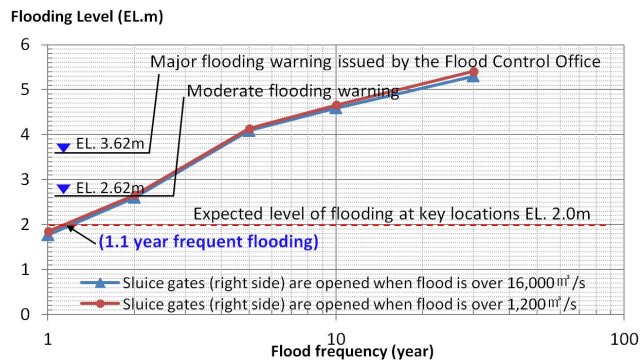 Flooding Level (EL.m)
6
Major flooding warning issued by the Flood Control Office
5
Moderate flooding warning
4
EL. 3.62m
3
EL. 2.62m
Expected level of flooding at key locations EL. 2.0m
2
(1.1 year frequent flooding)
1
Sluice gates (right side) are opened when flood is over 16,000㎥/s
Sluice gates (right side) are opened when flood is over 1,200㎥/s
0
1 10 100
Flood frequency (year)